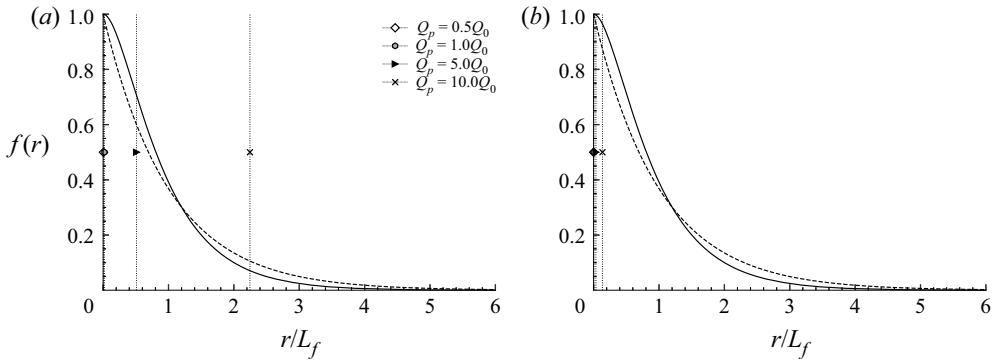 (a)
1.0
0.8
0.6
0.4
0.2
f(r)
Q_p = 0.5Q_0
Q_p = 1.0Q_0
Q_p = 5.0Q_0
Q_p = 10.0Q_0
0 1 2 3 4 5 6
r/L_f
(b)
1.0
0.8
0.6
0.4
0.2
0 1 2 3 4 5 6
r/L_f